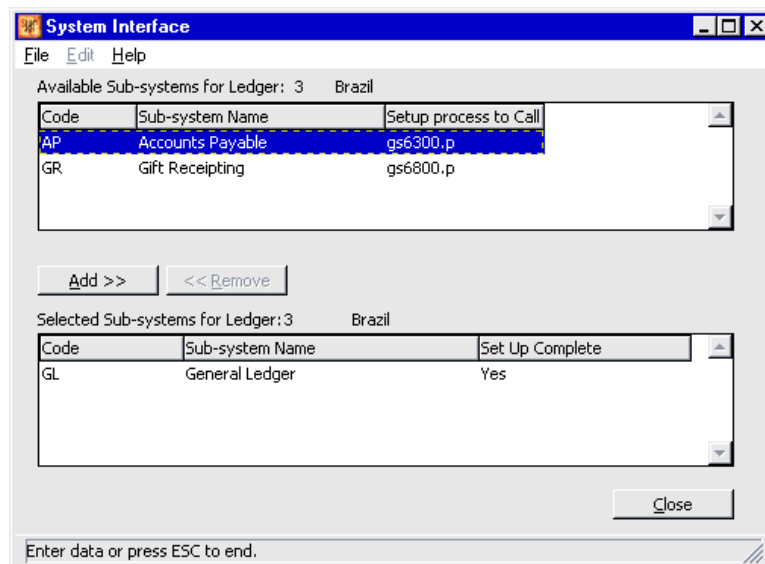 System Interface
File Edit Help
Available Sub-systems for Ledger: 3 Brazil
Code Sub-system Name Setup process to Call
AP Accounts Payable gs6300.p
GR Gift Receipting gs6800.p
Add >> << Remove
Selected Sub-systems for Ledger: 3 Brazil
Code Sub-system Name Set Up Complete
GL General Ledger Yes
Close
Enter data or press ESC to end.